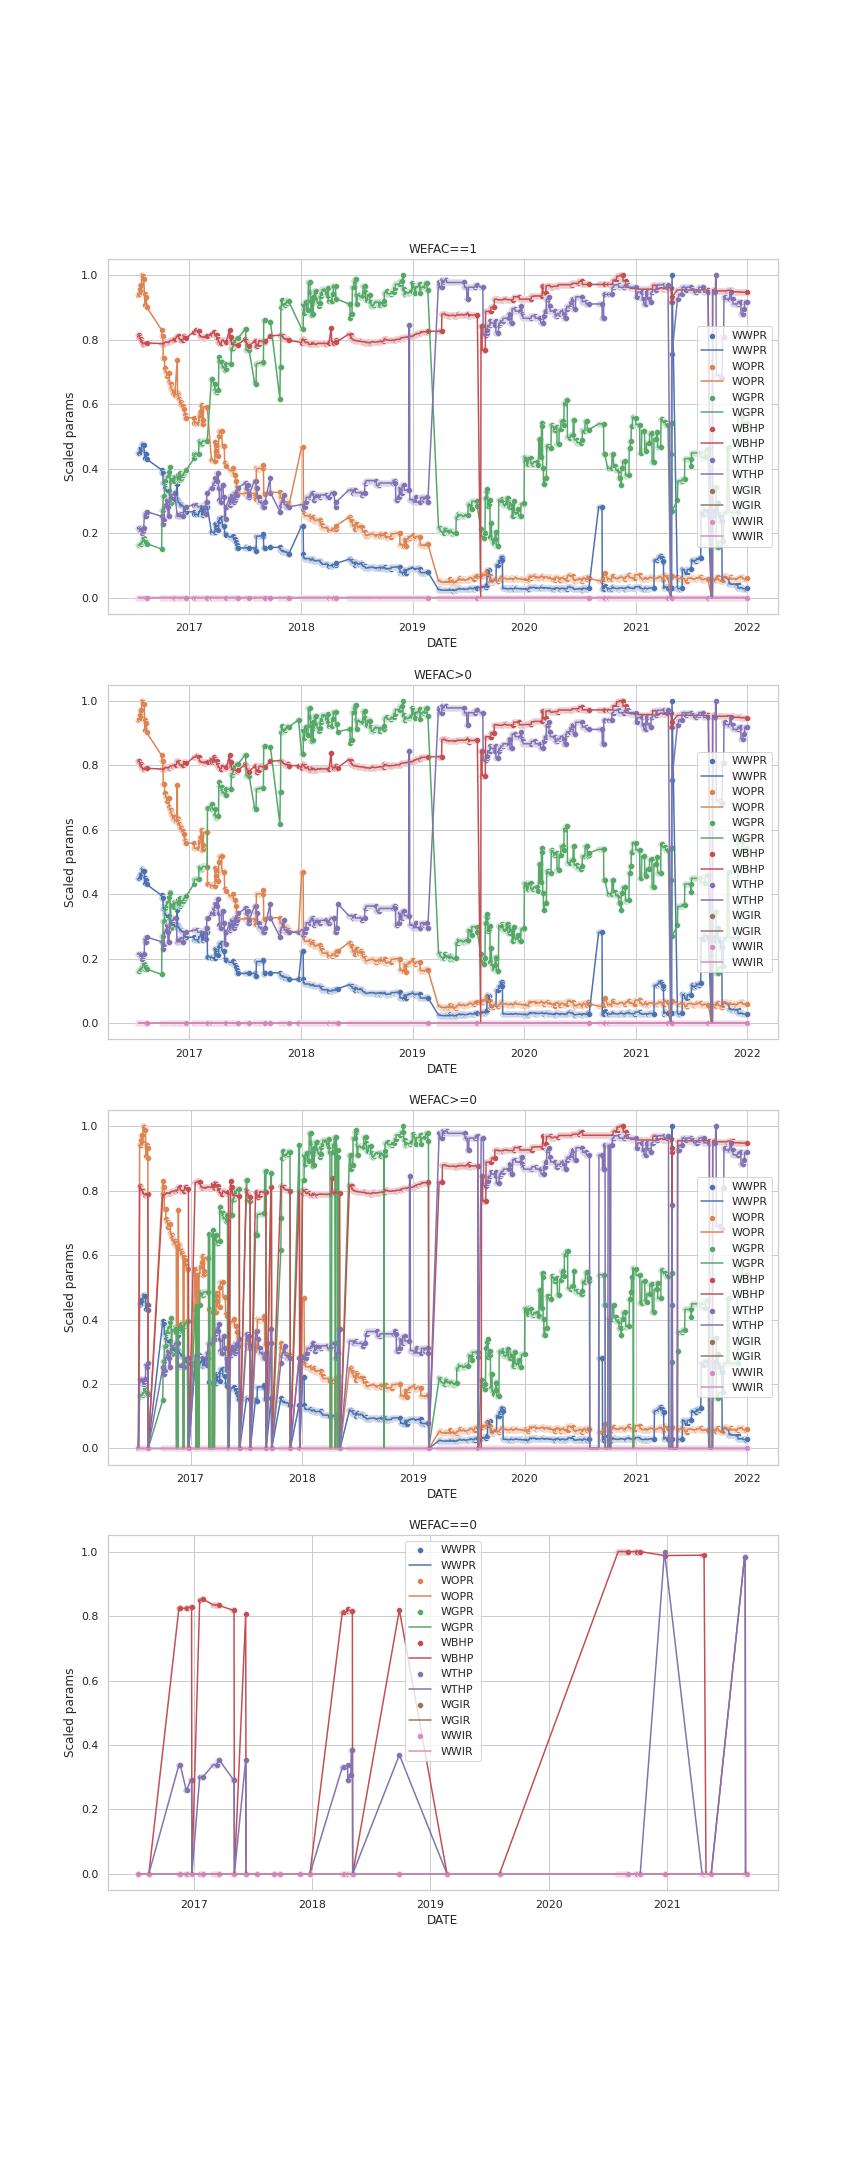 WEFAC==1
1.0
0.8
0.6
0.4
0.2
0.0
Scaled params
WWPR
WWPR
WOPR
WOPR
WGPR
WGPR
WBHP
WBHP
WTHP
WTHP
WGIR
WGIR
WWIR
WWIR
2017 2018 2019 2020 2021 2022
DATE
WEFAC>0
1.0
0.8
0.6
0.4
0.2
0.0
Scaled params
WWPR
WWPR
WOPR
WOPR
WGPR
WGPR
WBHP
WBHP
WTHP
WTHP
WGIR
WGIR
WWIR
WWIR
2017 2018 2019 2020 2021 2022
DATE
WEFAC>=0
1.0
0.8
0.6
0.4
0.2
0.0
Scaled params
WWPR
WWPR
WOPR
WOPR
WGPR
WGPR
WBHP
WBHP
WTHP
WTHP
WGIR
WGIR
WWIR
WWIR
2017 2018 2019 2020 2021 2022
DATE
WEFAC==0
1.0
0.8
0.6
0.4
0.2
0.0
Scaled params
WWPR
WWPR
WOPR
WOPR
WGPR
WGPR
WBHP
WBHP
WTHP
WTHP
WGIR
WGIR
WWIR
WWIR
2017 2018 2019 2020 2021
DATE